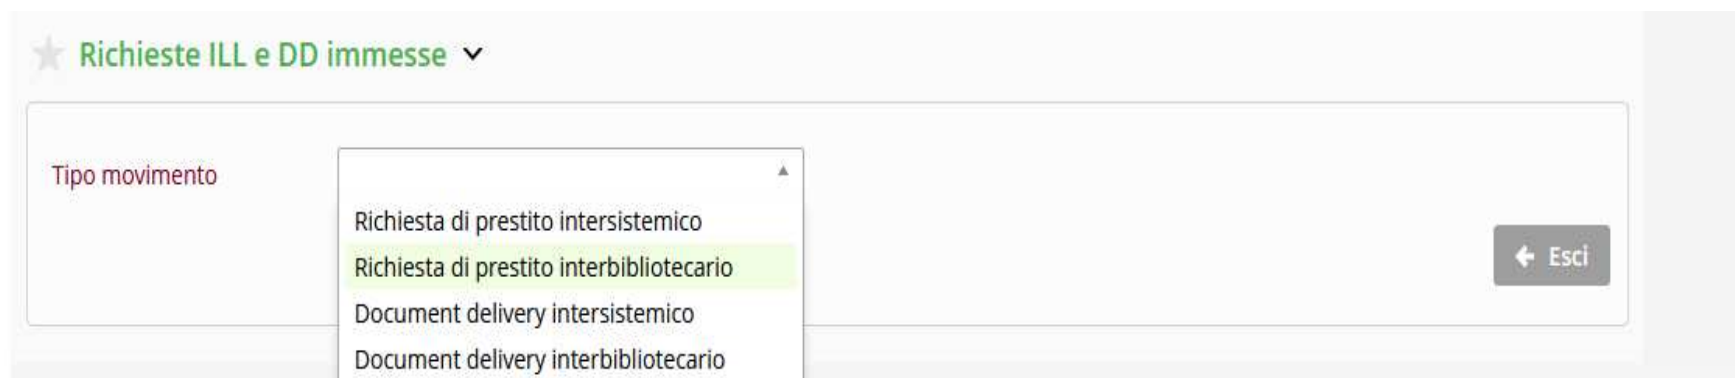 Richieste ILL e DD immesse
Tipo movimento
Richiesta di prestito intersistemico
Richiesta di prestito interbibliotecario
Esci
Document delivery intersistemico
Document delivery interbibliotecario